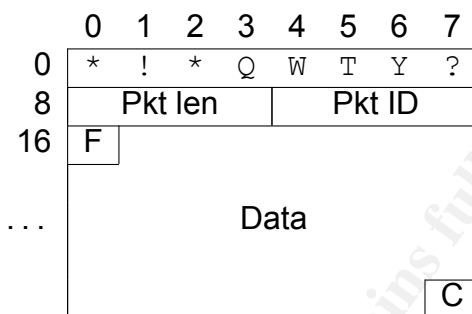 0 1 2 3 4 5 6 7
0 * ! * Q W T Y ?
8 Pkt len Pkt ID
16 F
... Data
C